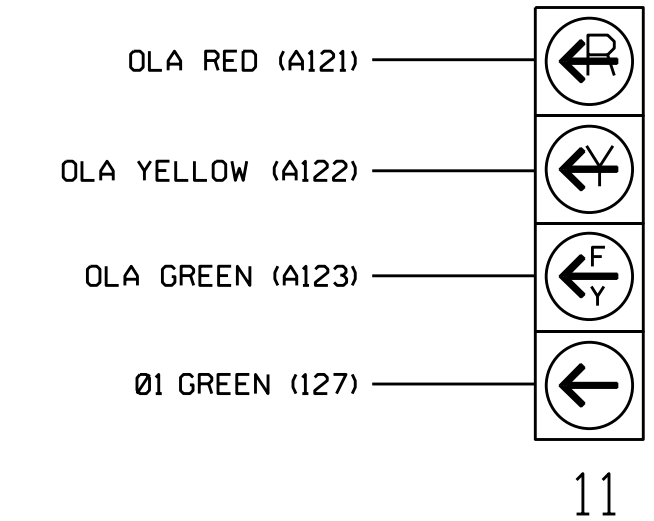 OLA RED (A121)
R
OLA YELLOW (A122)
Y
OLA GREEN (A123)
F
Y
Ø1 GREEN (127)
11